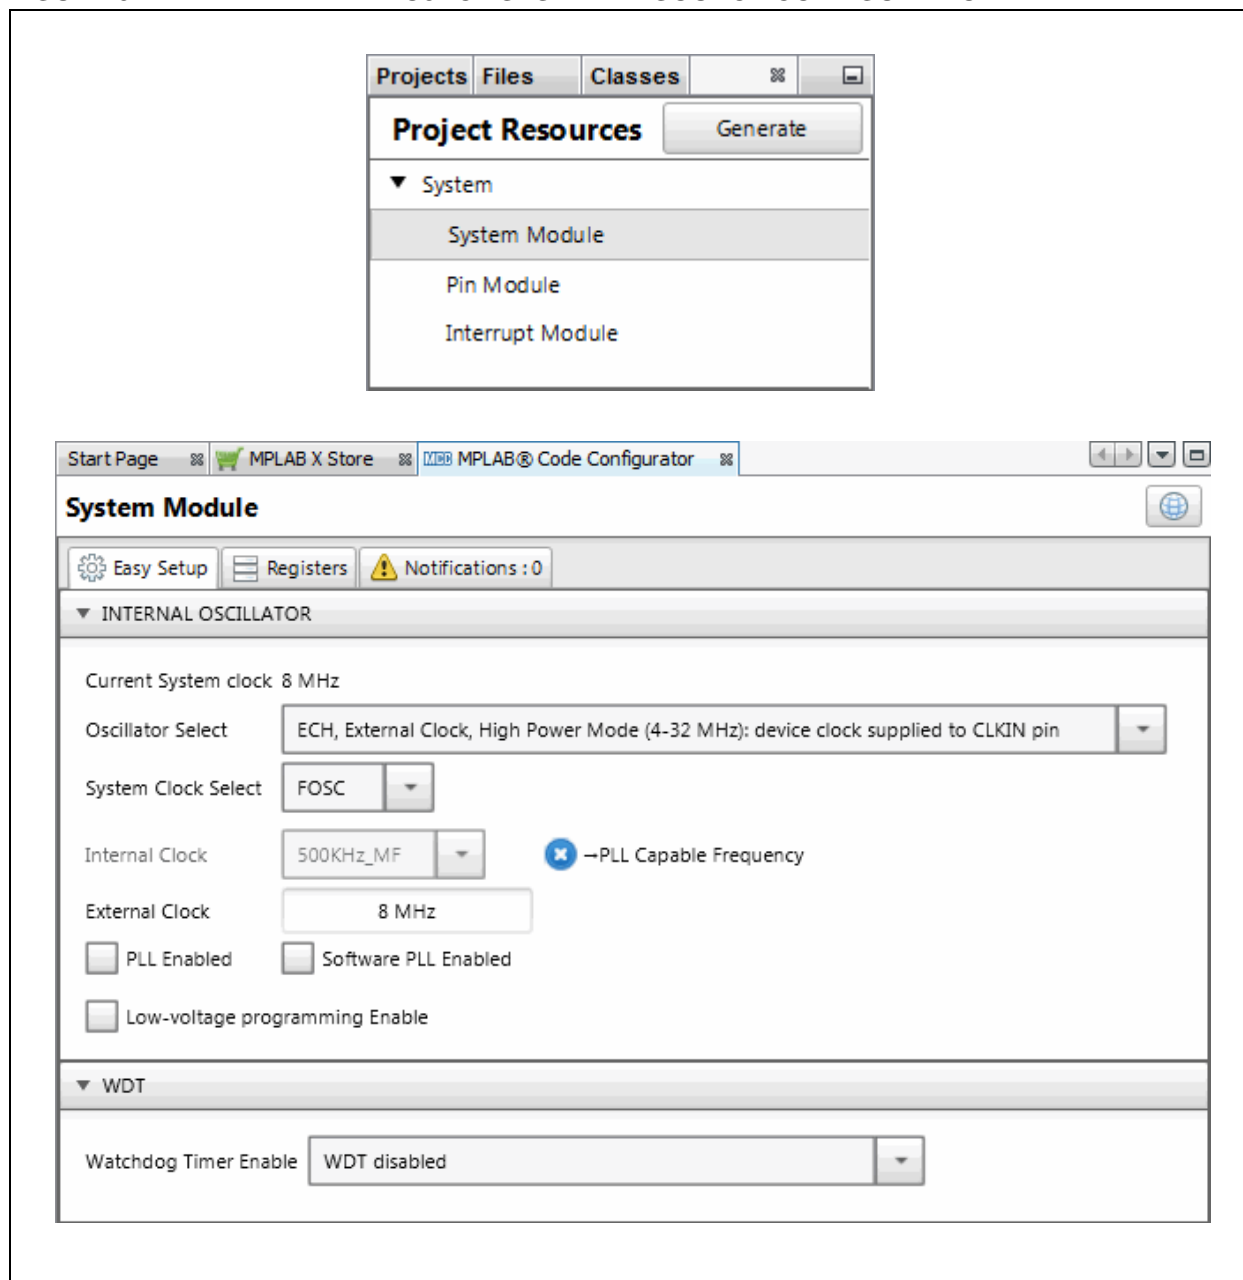 Projects Files Classes
Project Resources Generate
System
System Module
Pin Module
Interrupt Module
Start Page MPLAB X Store MPLAB® Code Configurator
System Module
Easy Setup Registers Notifications : 0
INTERNAL OSCILLATOR
Current System clock 8 MHz
Oscillator Select ECH, External Clock, High Power Mode (4-32 MHz): device clock supplied to CLKIN pin
System Clock Select FOSC
Internal Clock 500KHz_MF →PLL Capable Frequency
External Clock 8 MHz
PLL Enabled Software PLL Enabled
Low-voltage programming Enable
WDT
Watchdog Timer Enable WDT disabled